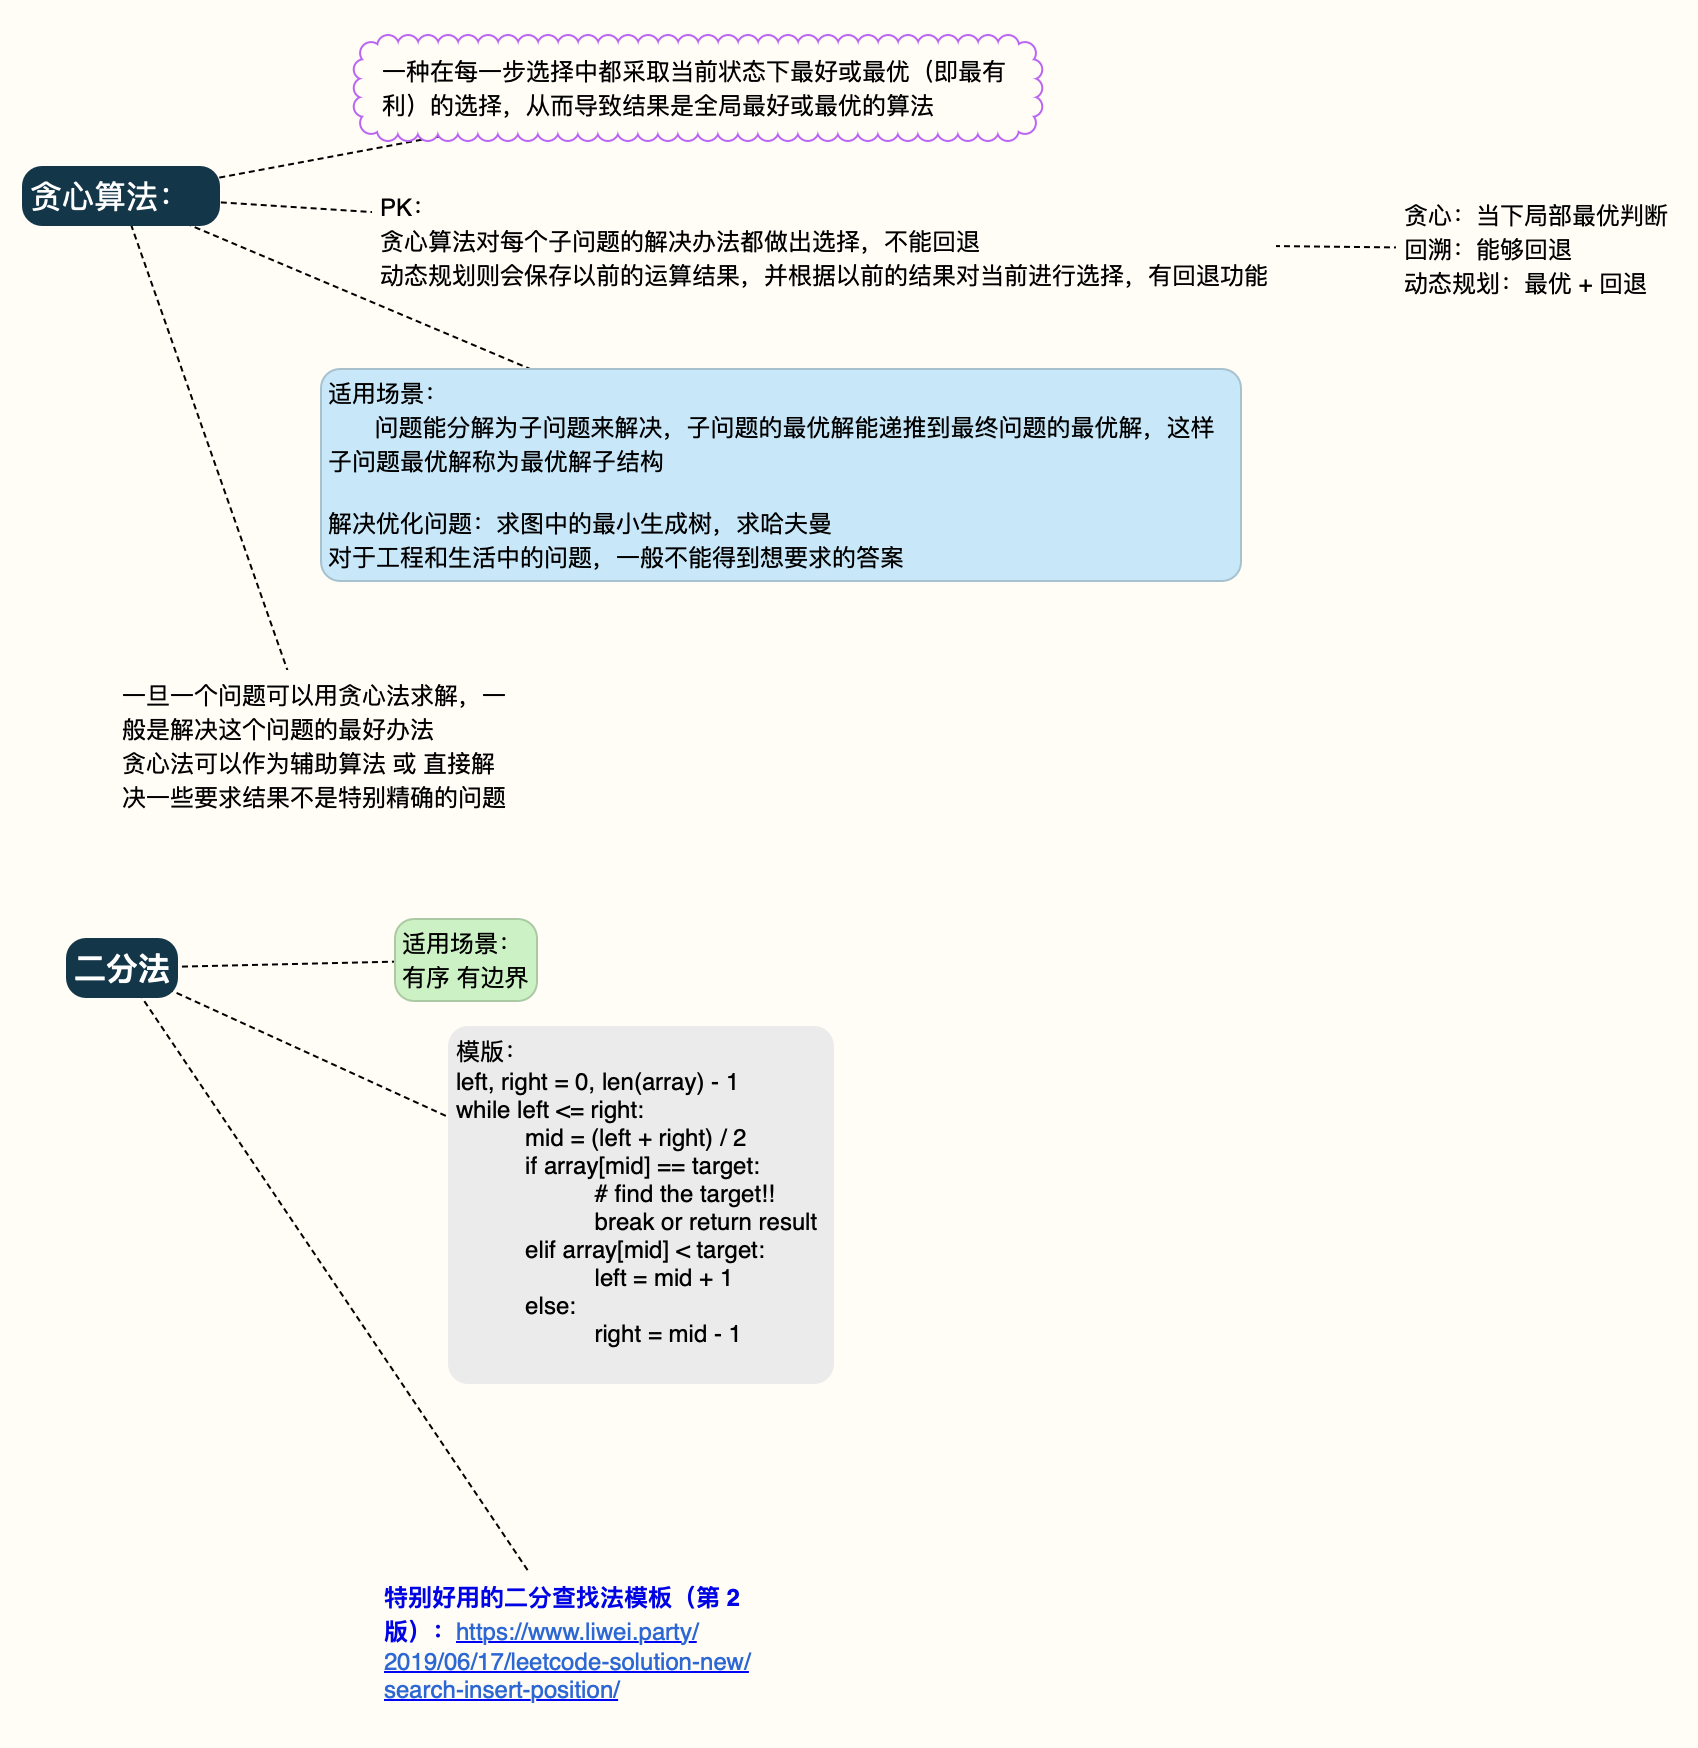 一种在每一步选择中都采取当前状态下最好或最优（即最有
利）的选择，从而导致结果是全局最好或最优的算法
贪心算法：
PK：
贪心算法对每个子问题的解决办法都做出选择，不能回退
动态规划则会保存以前的运算结果，并根据以前的结果对当前进行选择，有回退功能
贪心：当下局部最优判断
回溯：能够回退
动态规划：最优 + 回退
适用场景：
问题能分解为子问题来解决，子问题的最优解能递推到最终问题的最优解，这样
子问题最优解称为最优解子结构
解决优化问题：求图中的最小生成树，求哈夫曼
对于工程和生活中的问题，一般不能得到想要求的答案
一旦一个问题可以用贪心法求解，一
般是解决这个问题的最好办法
贪心法可以作为辅助算法 或 直接解
决一些要求结果不是特别精确的问题
二分法
适用场景：
有序 有边界
模版：
left, right = 0, len(array) - 1
while left <= right:
mid = (left + right) / 2
if array[mid] == target:
# find the target!!
break or return result
elif array[mid] < target:
left = mid + 1
else:
right = mid - 1
特别好用的二分查找法模板（第 2
版）：https://www.liwei.party/
2019/06/17/leetcode-solution-new/
search-insert-position/